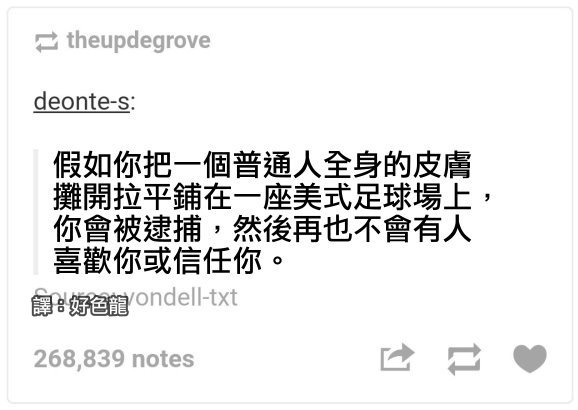 theupdegrove
deonte-s:
假如你把一個普通人全身的皮膚
攤開拉平鋪在一座美式足球場上，
你會被逮捕，然後再也不會有人
喜歡你或信任你。
Source: vondell-txt
譯：好色龍
268,839 notes